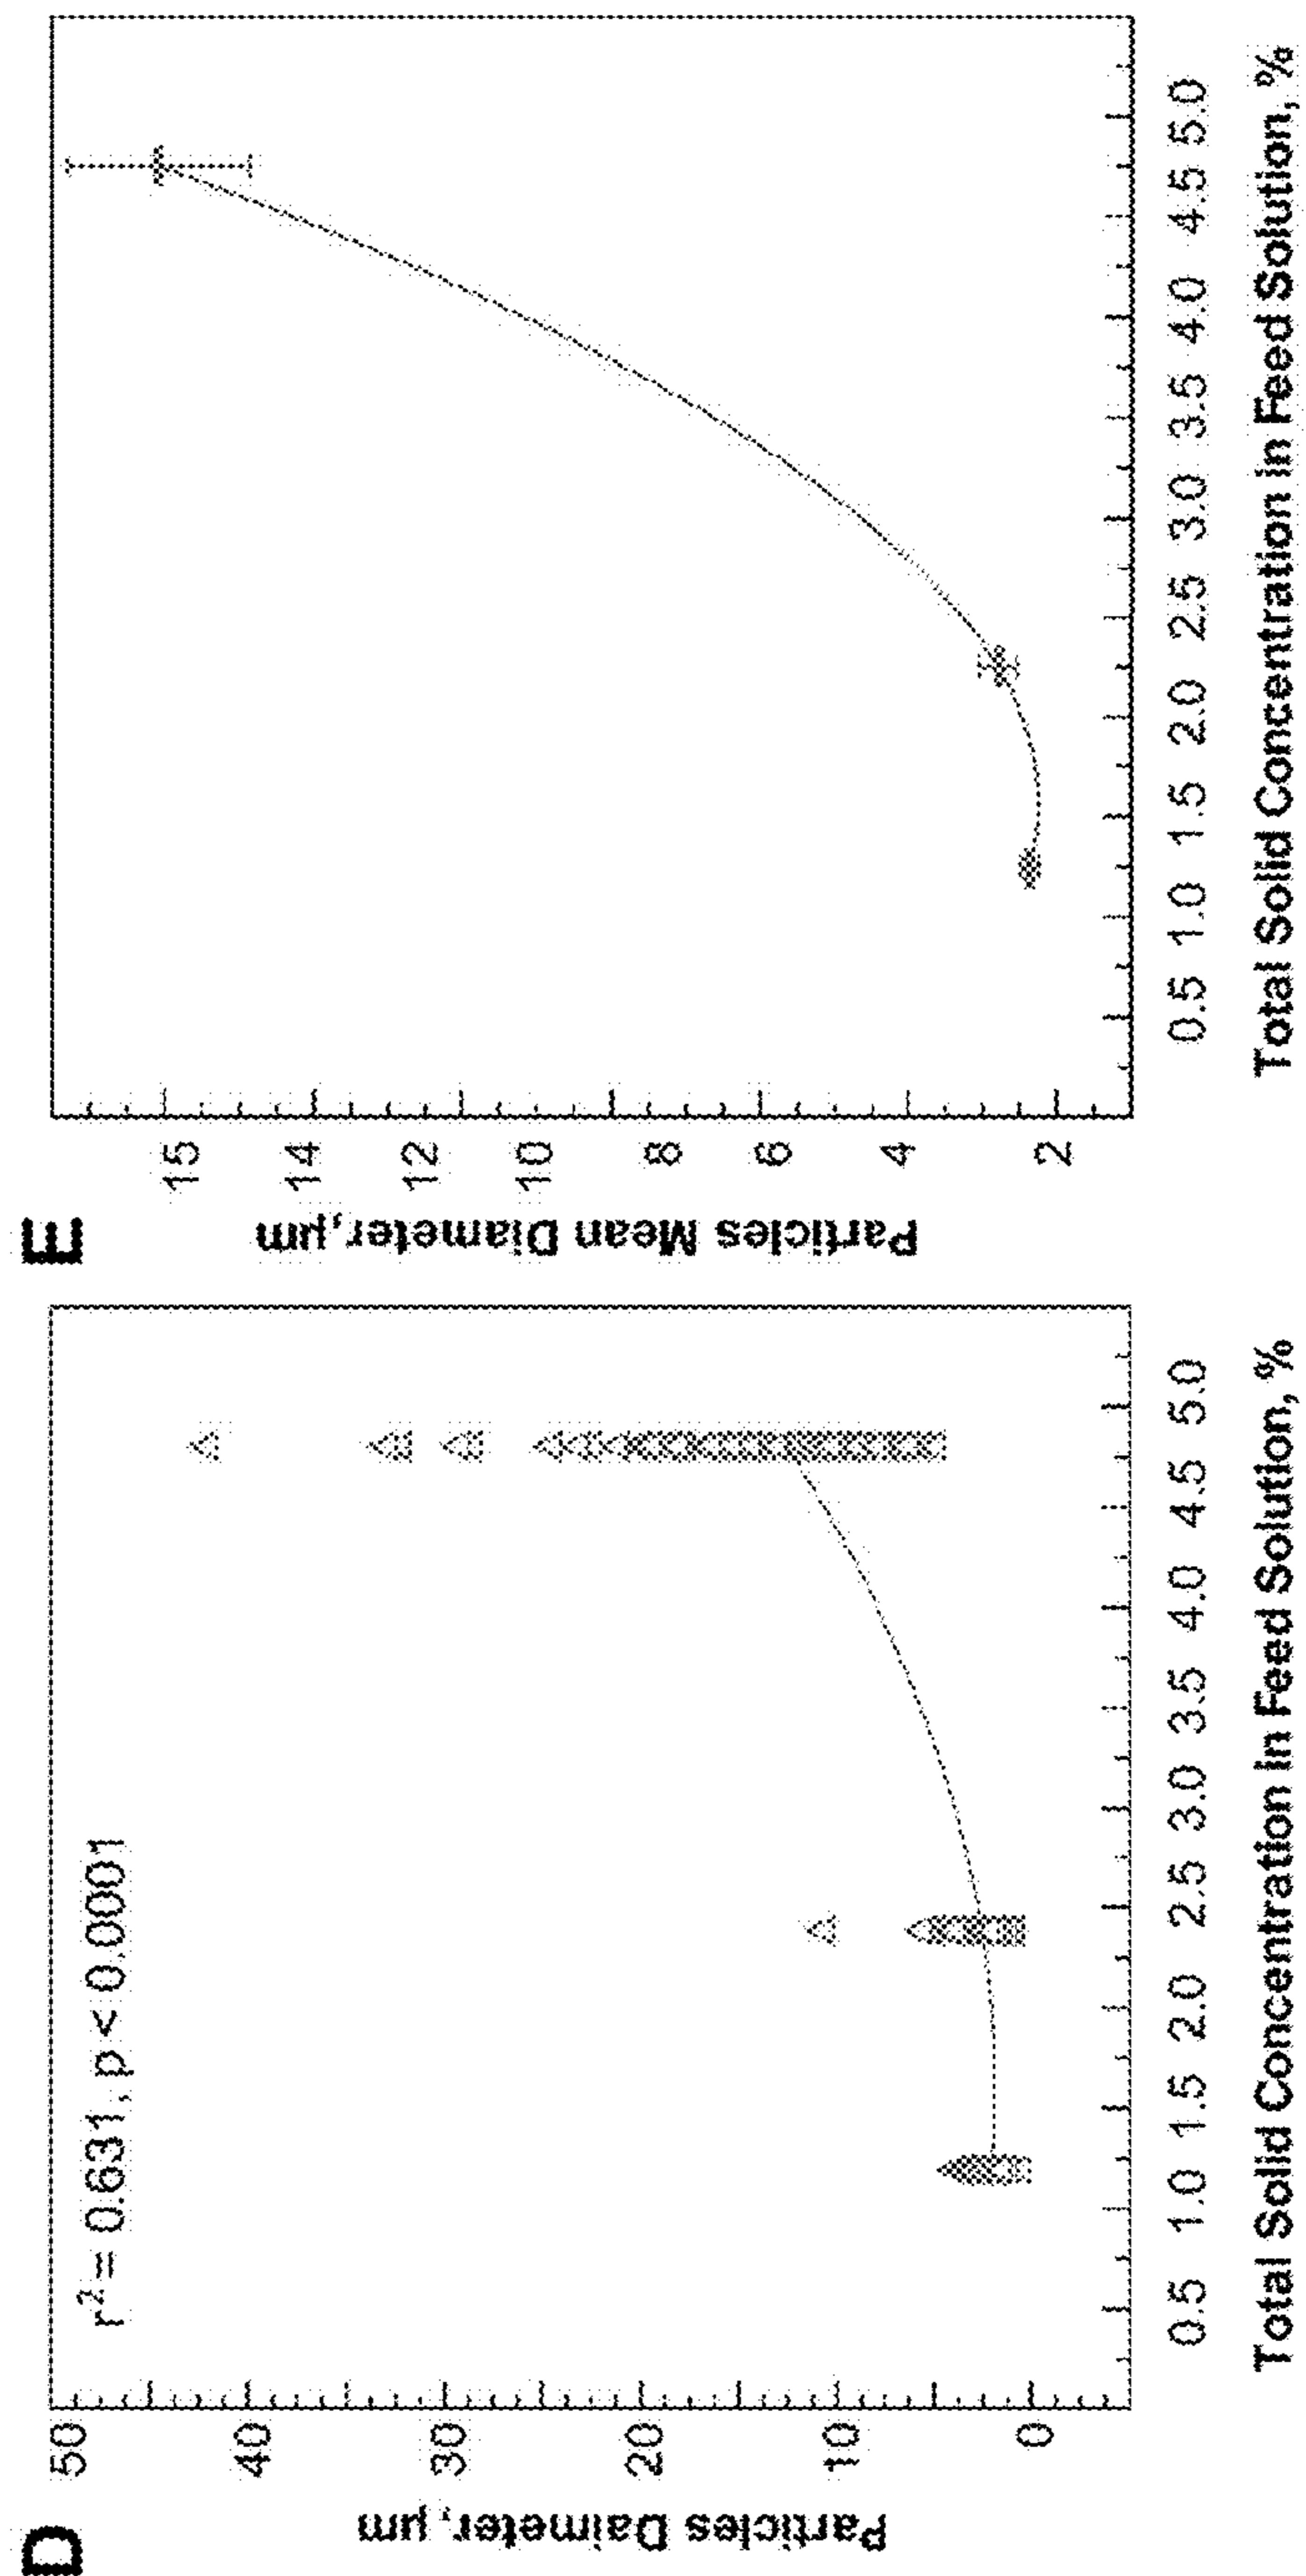 D
r² = 0.631, p < 0.0001
Particles Daimeter, µm
50
40
30
20
10
0
0.5 1.0 1.5 2.0 2.5 3.0 3.5 4.0 4.5 5.0
Total Solid Concentration in Feed Solution, %
E
Particles Mean Diameter, µm
15
14
12
10
8
6
4
2
0.5 1.0 1.5 2.0 2.5 3.0 3.5 4.0 4.5 5.0
Total Solid Concentration in Feed Solution, %